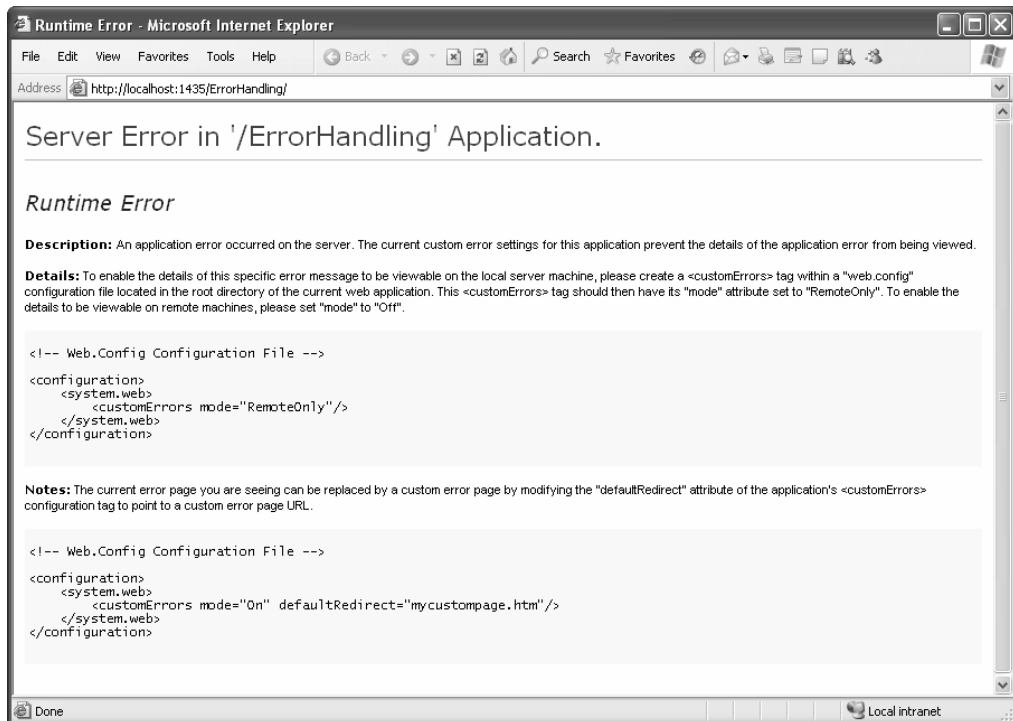 Runtime Error - Microsoft Internet Explorer
File Edit View Favorites Tools Help Back Search Favorites
Address http://localhost:1435/ErrorHandling/
Server Error in '/ErrorHandling' Application.
Runtime Error
Description: An application error occurred on the server. The current custom error settings for this application prevent the details of the application error from being viewed.
Details: To enable the details of this specific error message to be viewable on the local server machine, please create a <customErrors> tag within a "web.config"
configuration file located in the root directory of the current web application. This <customErrors> tag should then have its "mode" attribute set to "RemoteOnly". To enable the
details to be viewable on remote machines, please set "mode" to "Off".
<!-- Web.Config Configuration File -->
<configuration>
    <system.web>
        <customErrors mode="RemoteOnly"/>
    </system.web>
</configuration>
Notes: The current error page you are seeing can be replaced by a custom error page by modifying the "defaultRedirect" attribute of the application's <customErrors>
configuration tag to point to a custom error page URL.
<!-- Web.Config Configuration File -->
<configuration>
    <system.web>
        <customErrors mode="On" defaultRedirect="mycustompage.htm"/>
    </system.web>
</configuration>
Done Local intranet